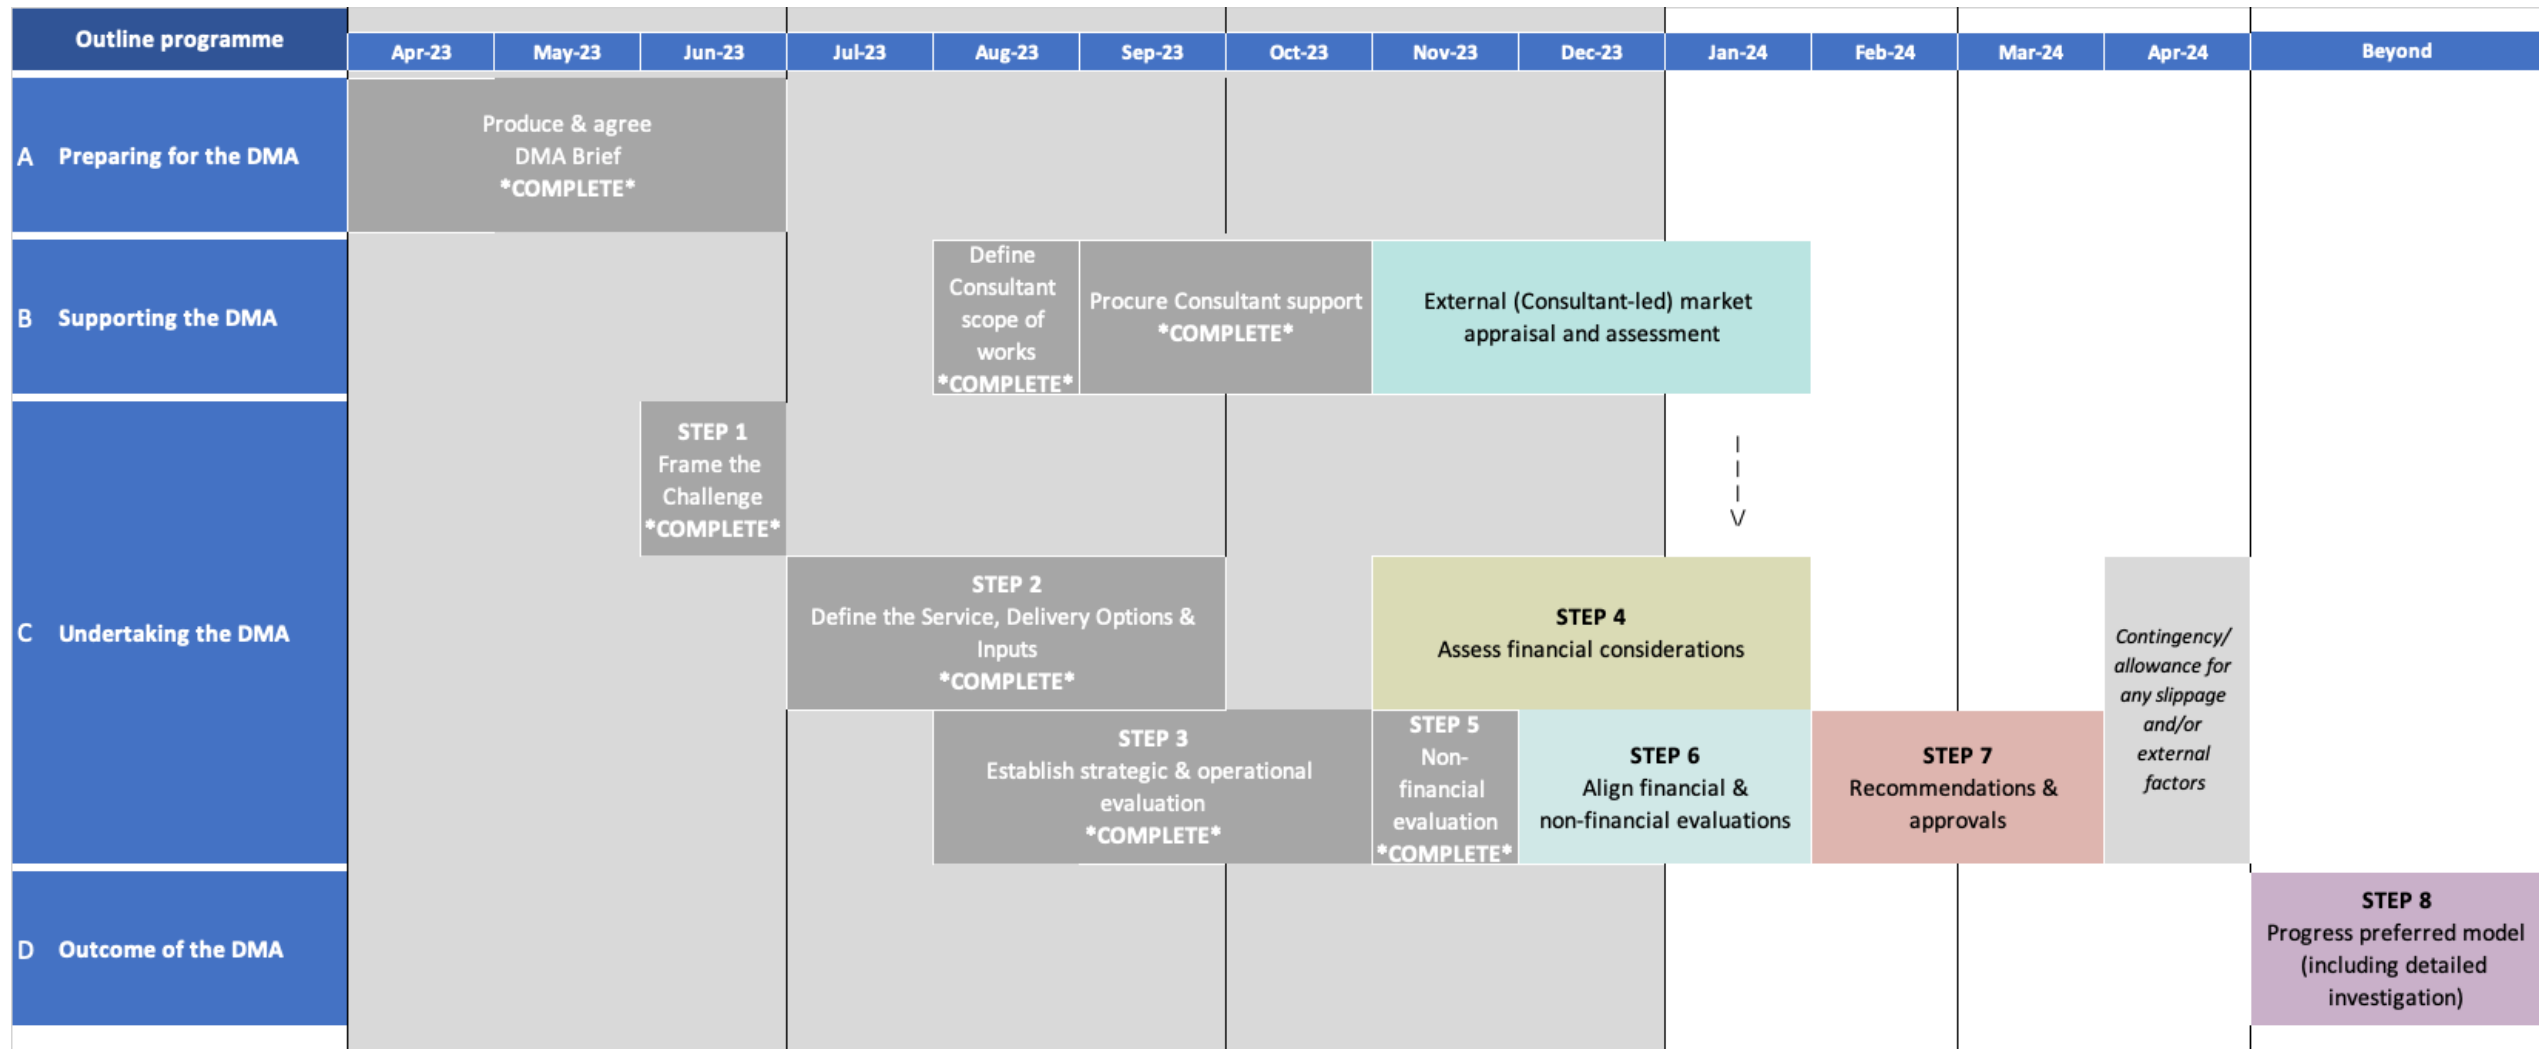 Outline programme
Apr-23
May-23
Jun-23
Jul-23
Aug-23
Sep-23
Oct-23
Nov-23
Dec-23
Jan-24
Feb-24
Mar-24
Apr-24
Beyond
A Preparing for the DMA
Produce & agree
DMA Brief
*COMPLETE*
B Supporting the DMA
Define
Consultant
scope of
works
*COMPLETE*
Procure Consultant support
*COMPLETE*
External (Consultant-led) market
appraisal and assessment
C Undertaking the DMA
STEP 1
Frame the
Challenge
*COMPLETE*
STEP 2
Define the Service, Delivery Options &
Inputs
*COMPLETE*
STEP 3
Establish strategic & operational
evaluation
*COMPLETE*
STEP 4
Assess financial considerations
STEP 5
Non-
financial
evaluation
*COMPLETE*
STEP 6
Align financial &
non-financial evaluations
STEP 7
Recommendations &
approvals
Contingency/
allowance for
any slippage
and/or
external
factors
D Outcome of the DMA
STEP 8
Progress preferred model
(including detailed
investigation)